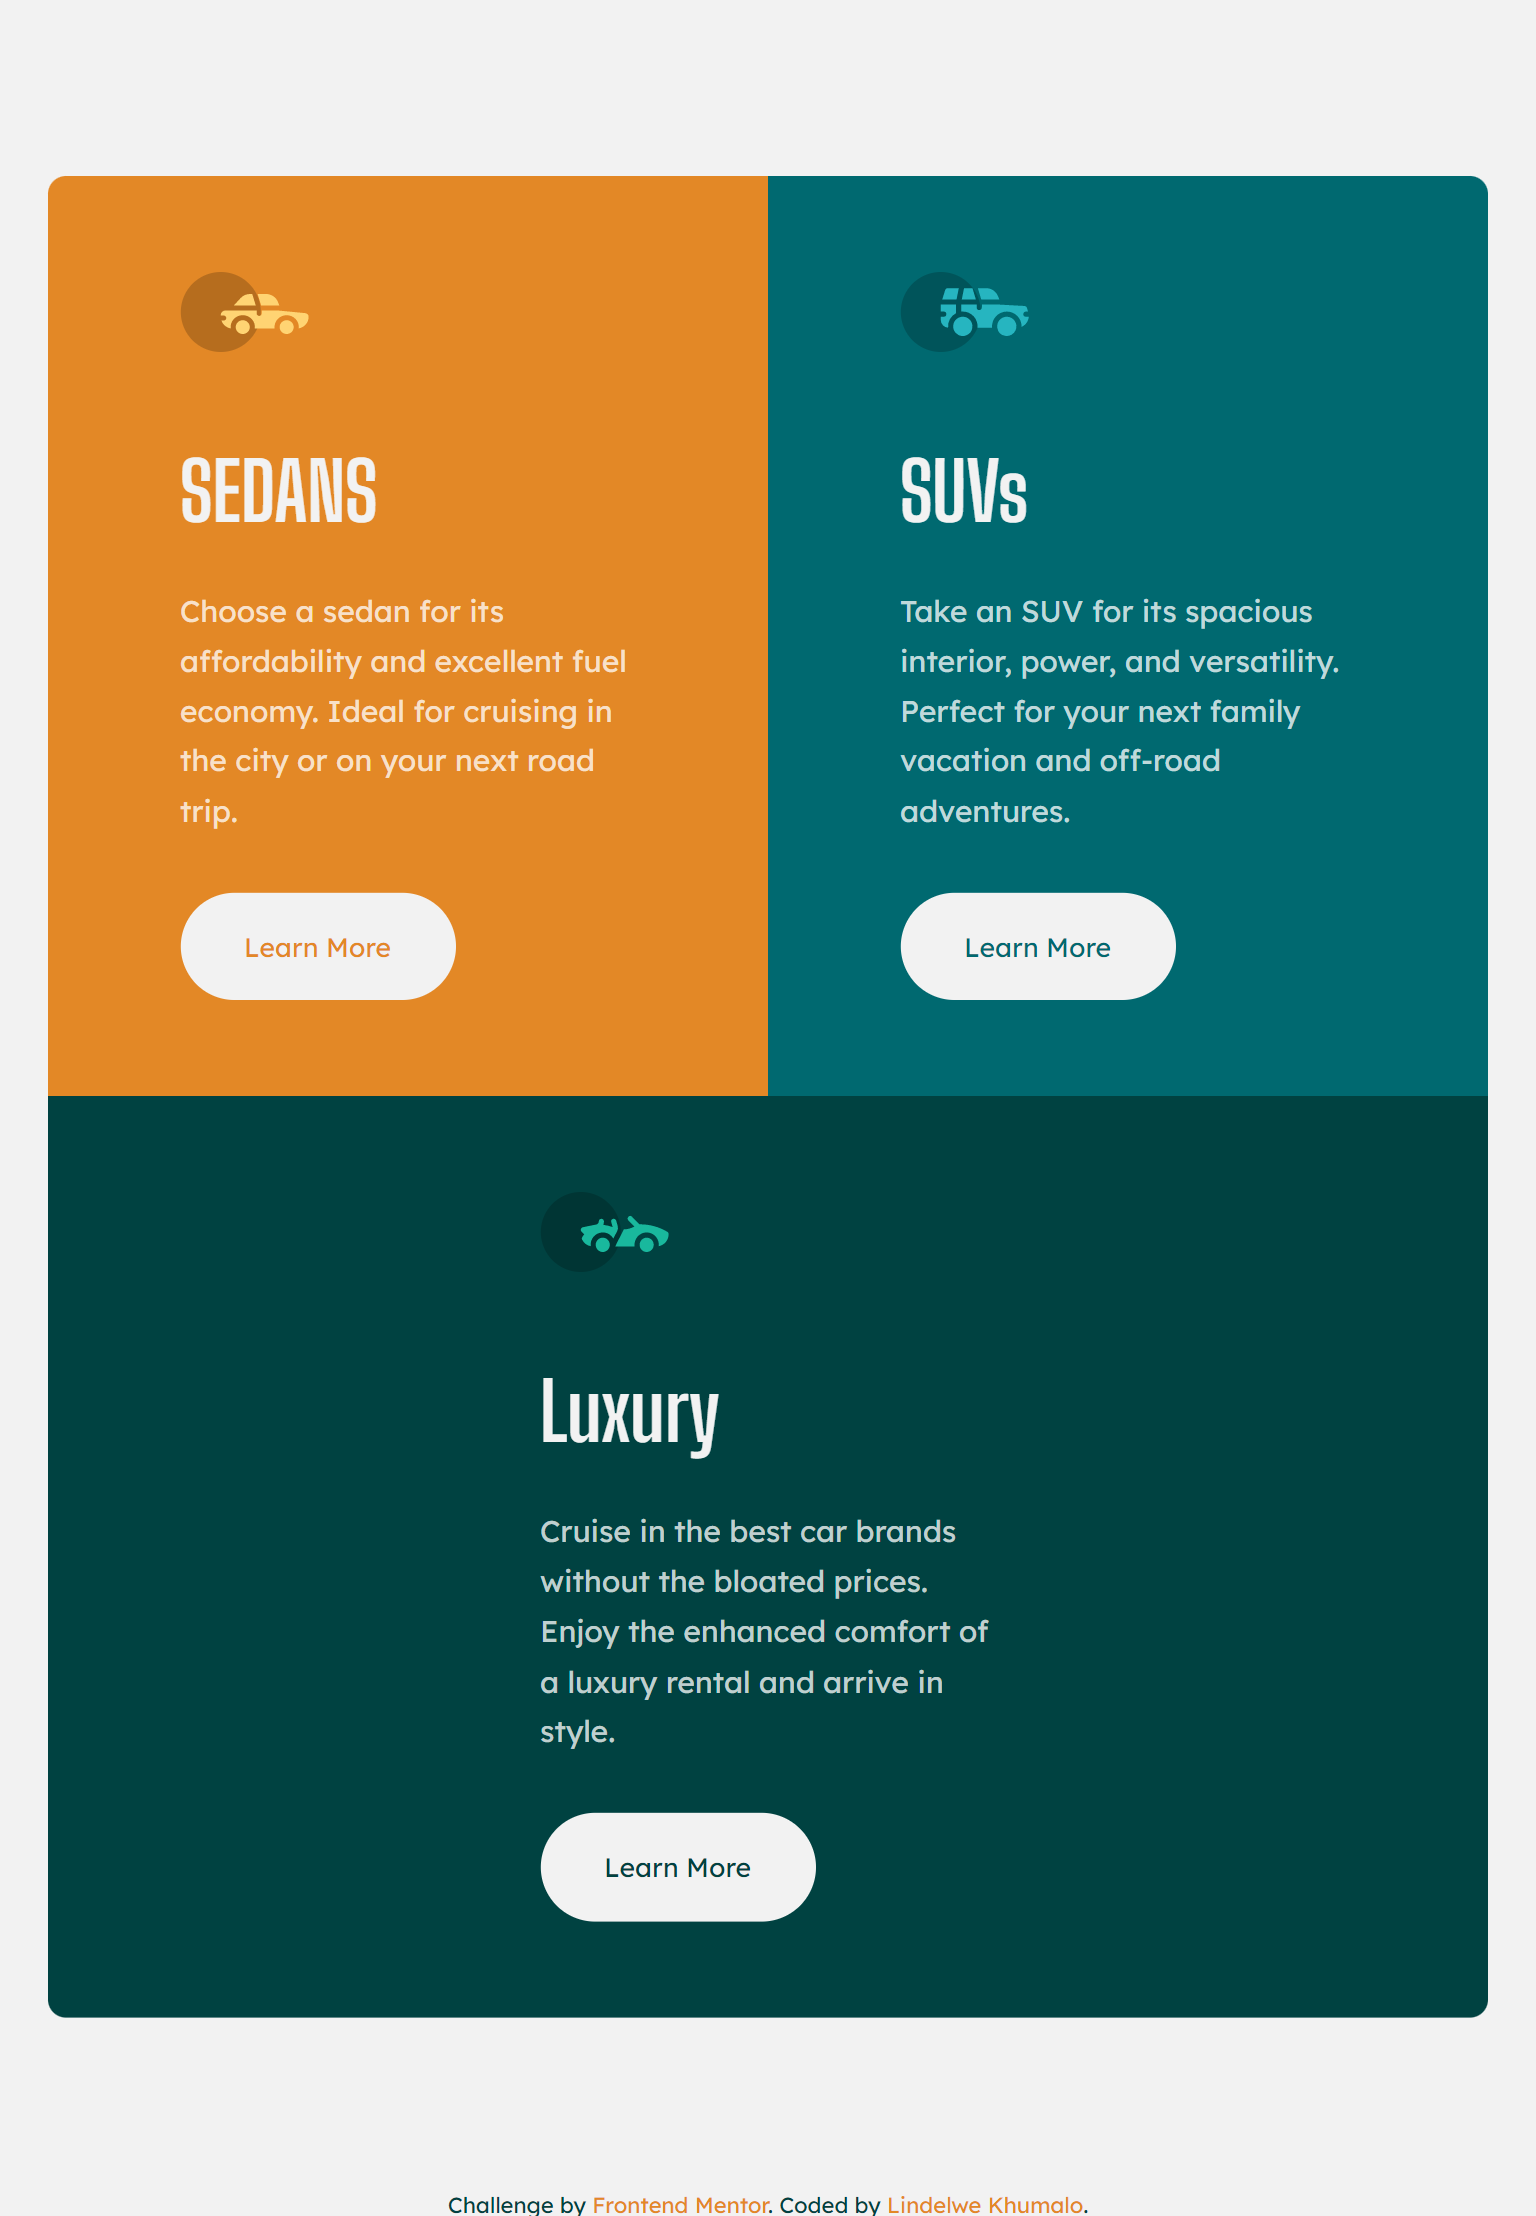 SEDANS
Choose a sedan for its
affordability and excellent fuel
economy. Ideal for cruising in
the city or on your next road
trip.
Learn More
SUVs
Take an SUV for its spacious
interior, power, and versatility.
Perfect for your next family
vacation and off-road
adventures.
Learn More
Luxury
Cruise in the best car brands
without the bloated prices.
Enjoy the enhanced comfort of
a luxury rental and arrive in
style.
Learn More
Challenge by Frontend Mentor. Coded by Lindelwe Khumalo.